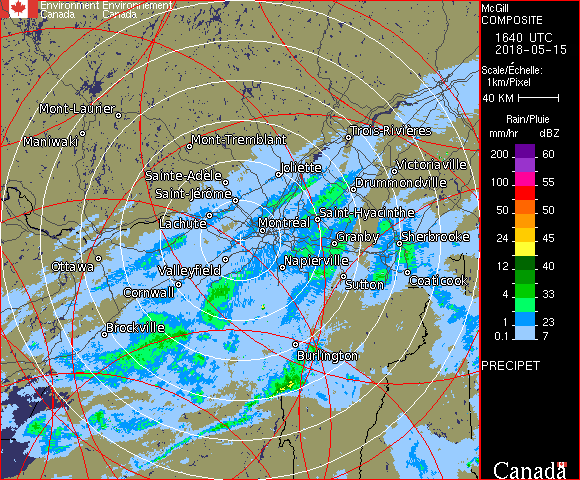 Environment Environnement
Canada Canada
McGill
COMPOSITE
1640 UTC
2018-05-15
Scale/Échelle:
1km/Pixel
40 KM
Rain/Pluie
mm/hr dBZ
200 60
100 55
50 50
24 45
12 40
4 33
1 23
0.1 7
PRECIPET
Canada
Mont-Laurier
Maniwaki
Mont-Tremblant
Trois-Rivières
Sainte-Adèle
Joliette
Victoriaville
Saint-Jérôme
Drummondville
Lachute
Saint-Hyacinthe
Montréal
Granby
Sherbrooke
Ottawa
Valleyfield
Napierville
Cornwall
Sutton
Coaticook
Brockville
Burlington